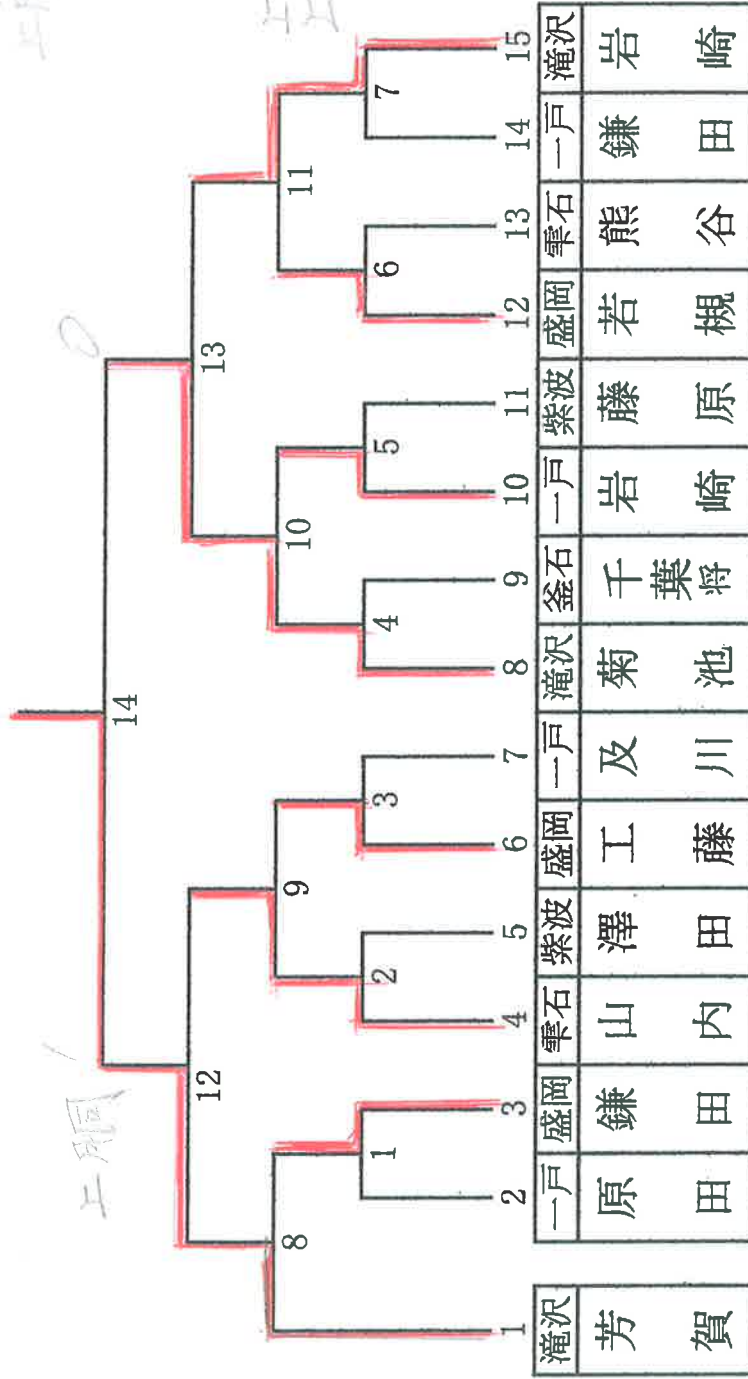 14
12
13
8
9
10
11
1
2
3
4
5
6
7
1 滝沢 芳賀
2 一戸 原田
3 盛岡 鎌田
4 雫石 山内
5 紫波 澤田
6 盛岡 工藤
7 一戸 及川
8 滝沢 菊池
9 釜石 千葉将
10 一戸 岩崎
11 紫波 藤原
12 盛岡 若槻
13 雫石 熊谷
14 一戸 鎌田
15 滝沢 岩崎